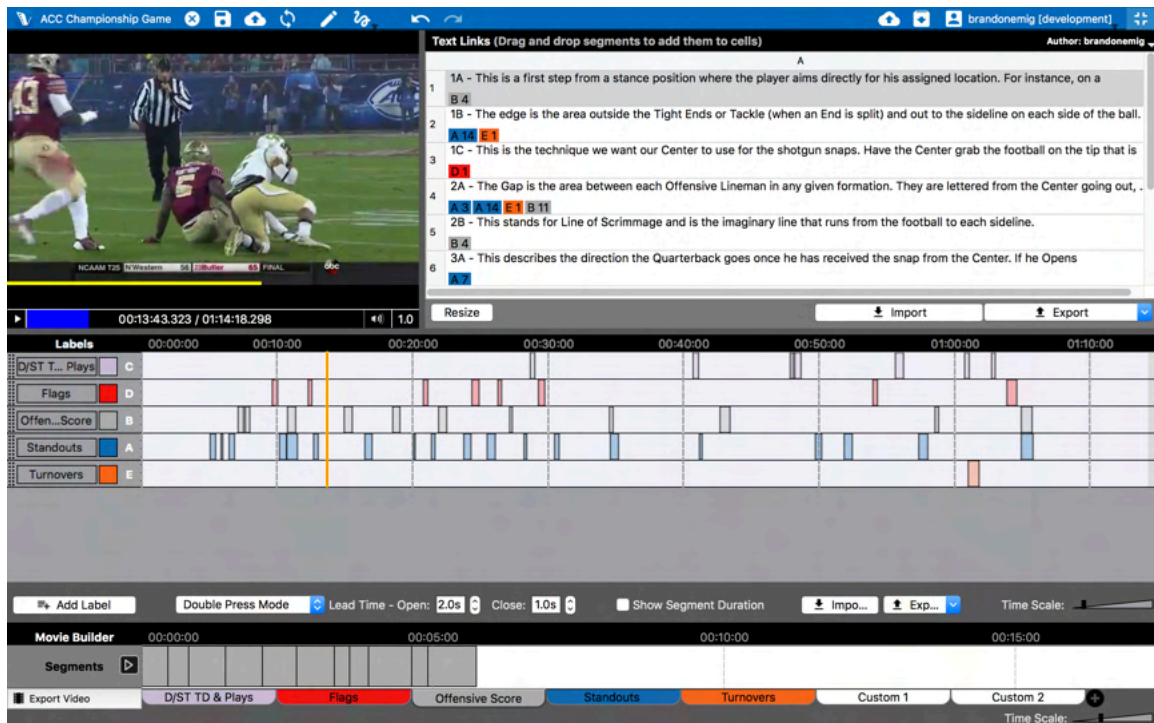 ACC Championship Game
brandonemig [development]
Text Links (Drag and drop segments to add them to cells)
Author: brandonemig
A
1
1A - This is a first step from a stance position where the player aims directly for his assigned location. For instance, on a
B 4
2
1B - The edge is the area outside the Tight Ends or Tackle (when an End is split) and out to the sideline on each side of the ball.
A 14 E 1
3
1C - This is the technique we want our Center to use for the shotgun snaps. Have the Center grab the football on the tip that is
D 1
4
2A - The Gap is the area between each Offensive Lineman in any given formation. They are lettered from the Center going out, .
A 3 A 14 E 1 B 11
5
2B - This stands for Line of Scrimmage and is the imaginary line that runs from the football to each sideline.
B 4
6
3A - This describes the direction the Quarterback goes once he has received the snap from the Center. If he Opens
A 7
13
5
ACC
NCAAM T25 N'Western 56 23Butler 65 FINAL abc
00:13:43.323 / 01:14:18.298 1.0
Resize Import Export
Labels 00:00:00 00:10:00 00:20:00 00:30:00 00:40:00 00:50:00 01:00:00 01:10:00
D/ST T... Plays C
Flags D
Offen...Score B
Standouts A
Turnovers E
Add Label Double Press Mode Lead Time - Open: 2.0s Close: 1.0s Show Segment Duration Impo... Exp... Time Scale:
Movie Builder 00:00:00 00:05:00 00:10:00 00:15:00
Segments
Export Video D/ST TD & Plays Flags Offensive Score Standouts Turnovers Custom 1 Custom 2
Time Scale: